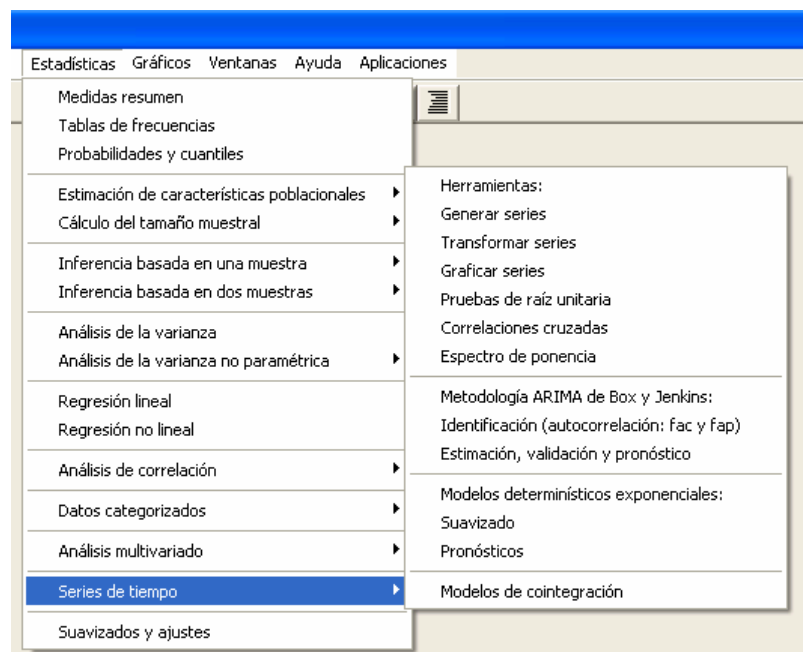 Estadísticas Gráficos Ventanas Ayuda Aplicaciones
Medidas resumen
Tablas de frecuencias
Probabilidades y cuantiles
Estimación de características poblacionales
Cálculo del tamaño muestral
Inferencia basada en una muestra
Inferencia basada en dos muestras
Análisis de la varianza
Análisis de la varianza no paramétrica
Regresión lineal
Regresión no lineal
Análisis de correlación
Datos categorizados
Análisis multivariado
Series de tiempo
Suavizados y ajustes
Herramientas:
Generar series
Transformar series
Graficar series
Pruebas de raíz unitaria
Correlaciones cruzadas
Espectro de ponencia
Metodología ARIMA de Box y Jenkins:
Identificación (autocorrelación: fac y fap)
Estimación, validación y pronóstico
Modelos determinísticos exponenciales:
Suavizado
Pronósticos
Modelos de cointegración